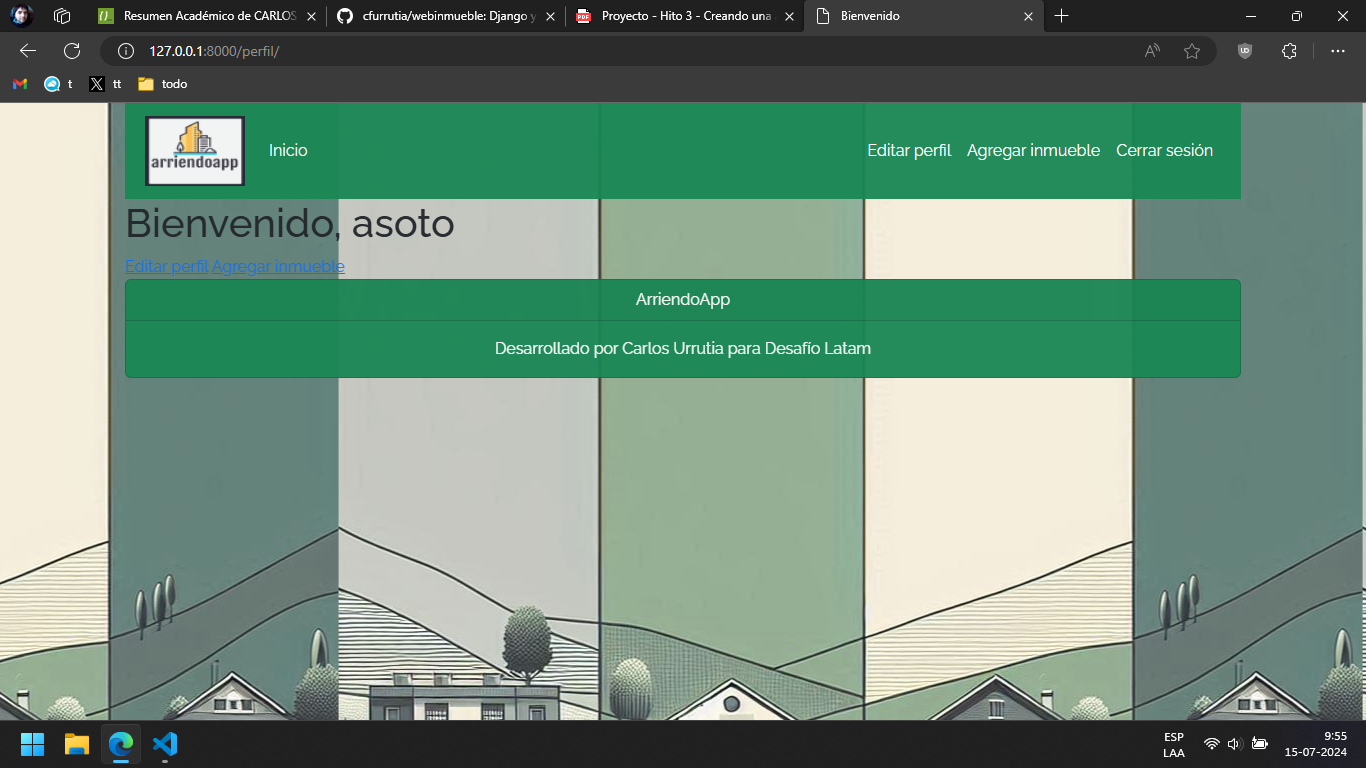 Resumen Académico de CARLOS
cfurrutia/webinmueble: Django y
PDF
Proyecto - Hito 3 - Creando una
Bienvenido
127.0.0.1:8000/perfil/
t
tt
todo
arriendoapp
Inicio
Editar perfil
Agregar inmueble
Cerrar sesión
Bienvenido, asoto
Editar perfil Agregar inmueble
ArriendoApp
Desarrollado por Carlos Urrutia para Desafío Latam
ESP
LAA
9:55
15-07-2024